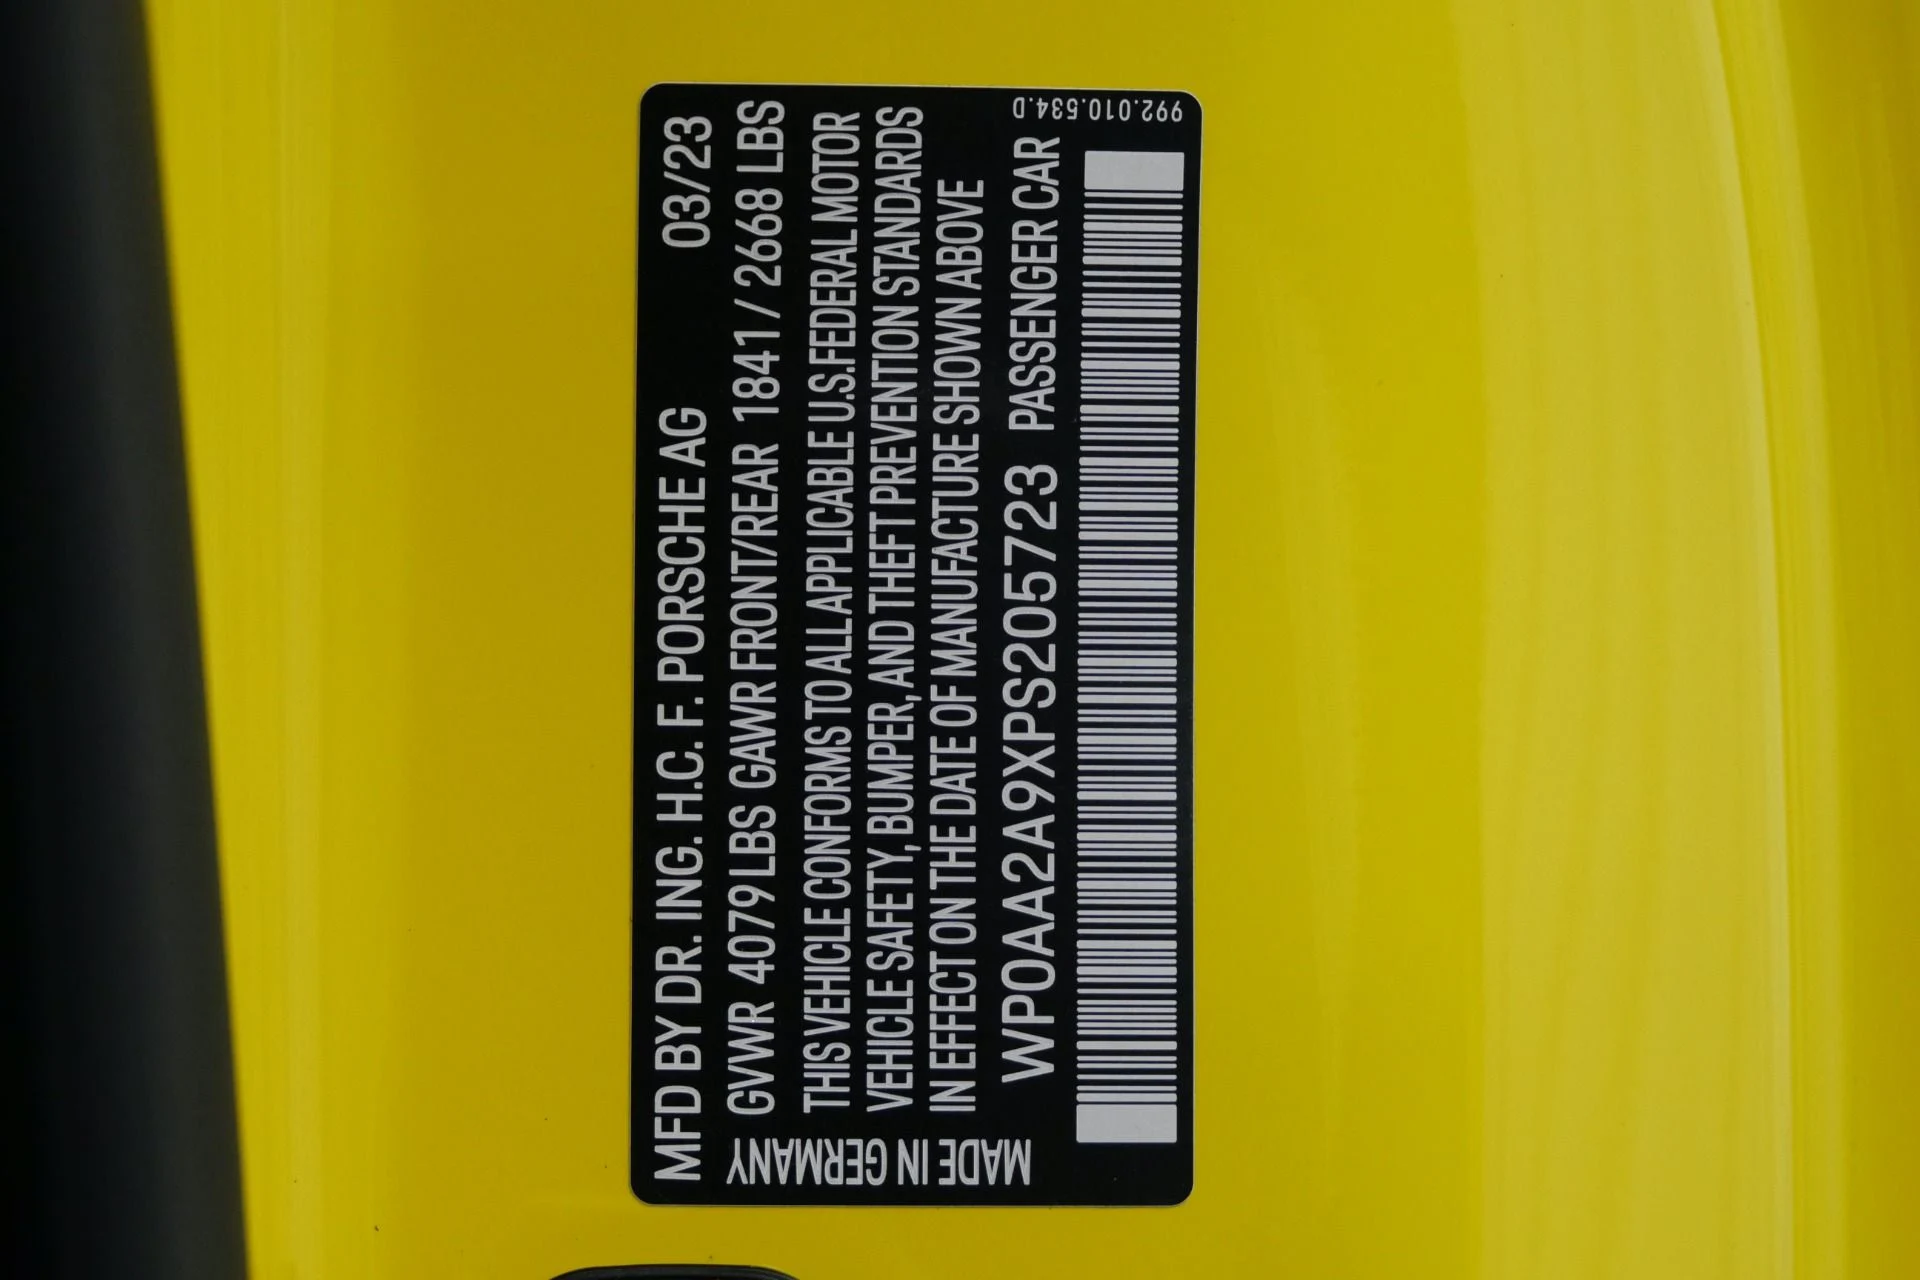 MFD BY DR. ING. H.C. F. PORSCHE AG 03/23
GVWR 4079LBS GAWR FRONT/REAR 1841 / 2668 LBS
THIS VEHICLE CONFORMS TO ALL APPLICABLE U.S.FEDERAL MOTOR
VEHICLE SAFETY, BUMPER, AND THEFT PREVENTION STANDARDS
IN EFFECT ON THE DATE OF MANUFACTURE SHOWN ABOVE
WP0AA2A9XPS205723 PASSENGER CAR
MADE IN GERMANY
992.010.534.D